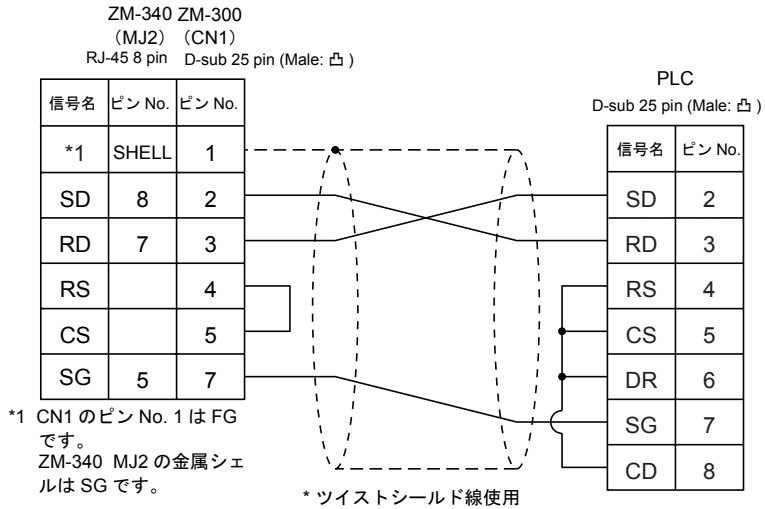 ZM-340 ZM-300
（MJ2）（CN1）
RJ-45 8 pin D-sub 25 pin (Male: 凸 )
信号名 ピン No. ピン No.
*1 SHELL 1
SD 8 2
RD 7 3
RS 4
CS 5
SG 5 7
*1 CN1 のピン No. 1 は FG
です。
ZM-340 MJ2 の金属シェ
ルは SG です。
* ツイストシールド線使用
PLC
D-sub 25 pin (Male: 凸 )
信号名 ピン No.
SD 2
RD 3
RS 4
CS 5
DR 6
SG 7
CD 8